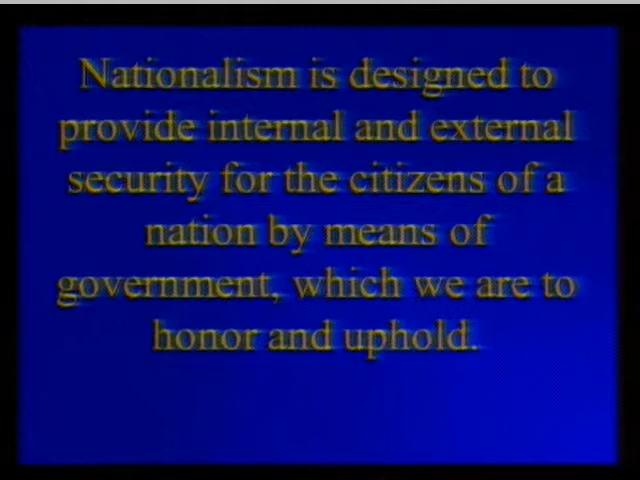 Nationalism is designed to
provide internal and external
security for the citizens of a
nation by means of
government, which we are to
honor and uphold.